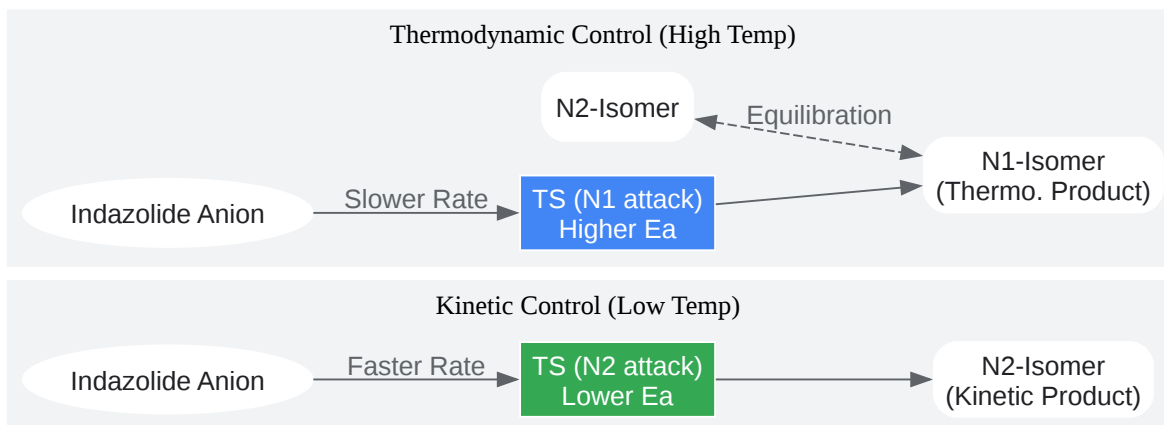 Thermodynamic Control (High Temp)
N2-Isomer
Equilibration
N1-Isomer
(Thermo. Product)
Indazolide Anion
Slower Rate
TS (N1 attack)
Higher Ea
Kinetic Control (Low Temp)
Indazolide Anion
Faster Rate
TS (N2 attack)
Lower Ea
N2-Isomer
(Kinetic Product)